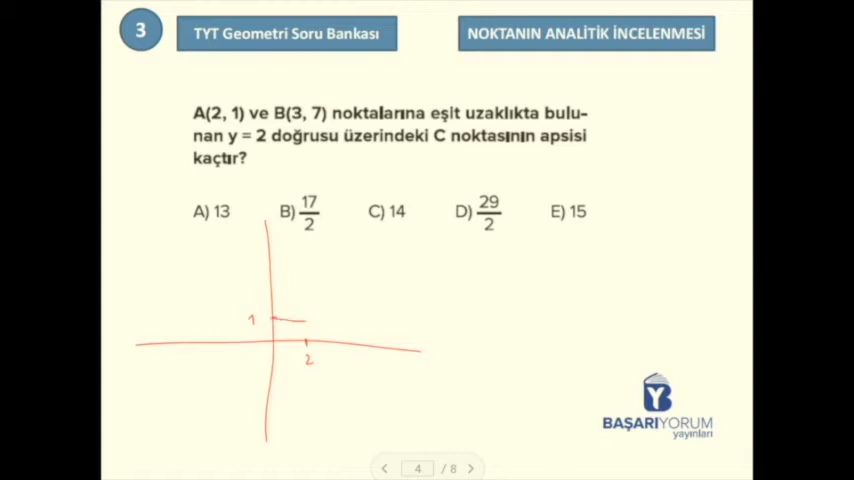 3
TYT Geometri Soru Bankası
NOKTANIN ANALİTİK İNCELENMESİ
A(2, 1) ve B(3, 7) noktalarına eşit uzaklıkta bulu-
nan y = 2 doğrusu üzerindeki C noktasının apsisi
kaçtır?
A) 13 B) 17/2 C) 14 D) 29/2 E) 15
1
2
BAŞARIYORUM
yayınları
4 / 8